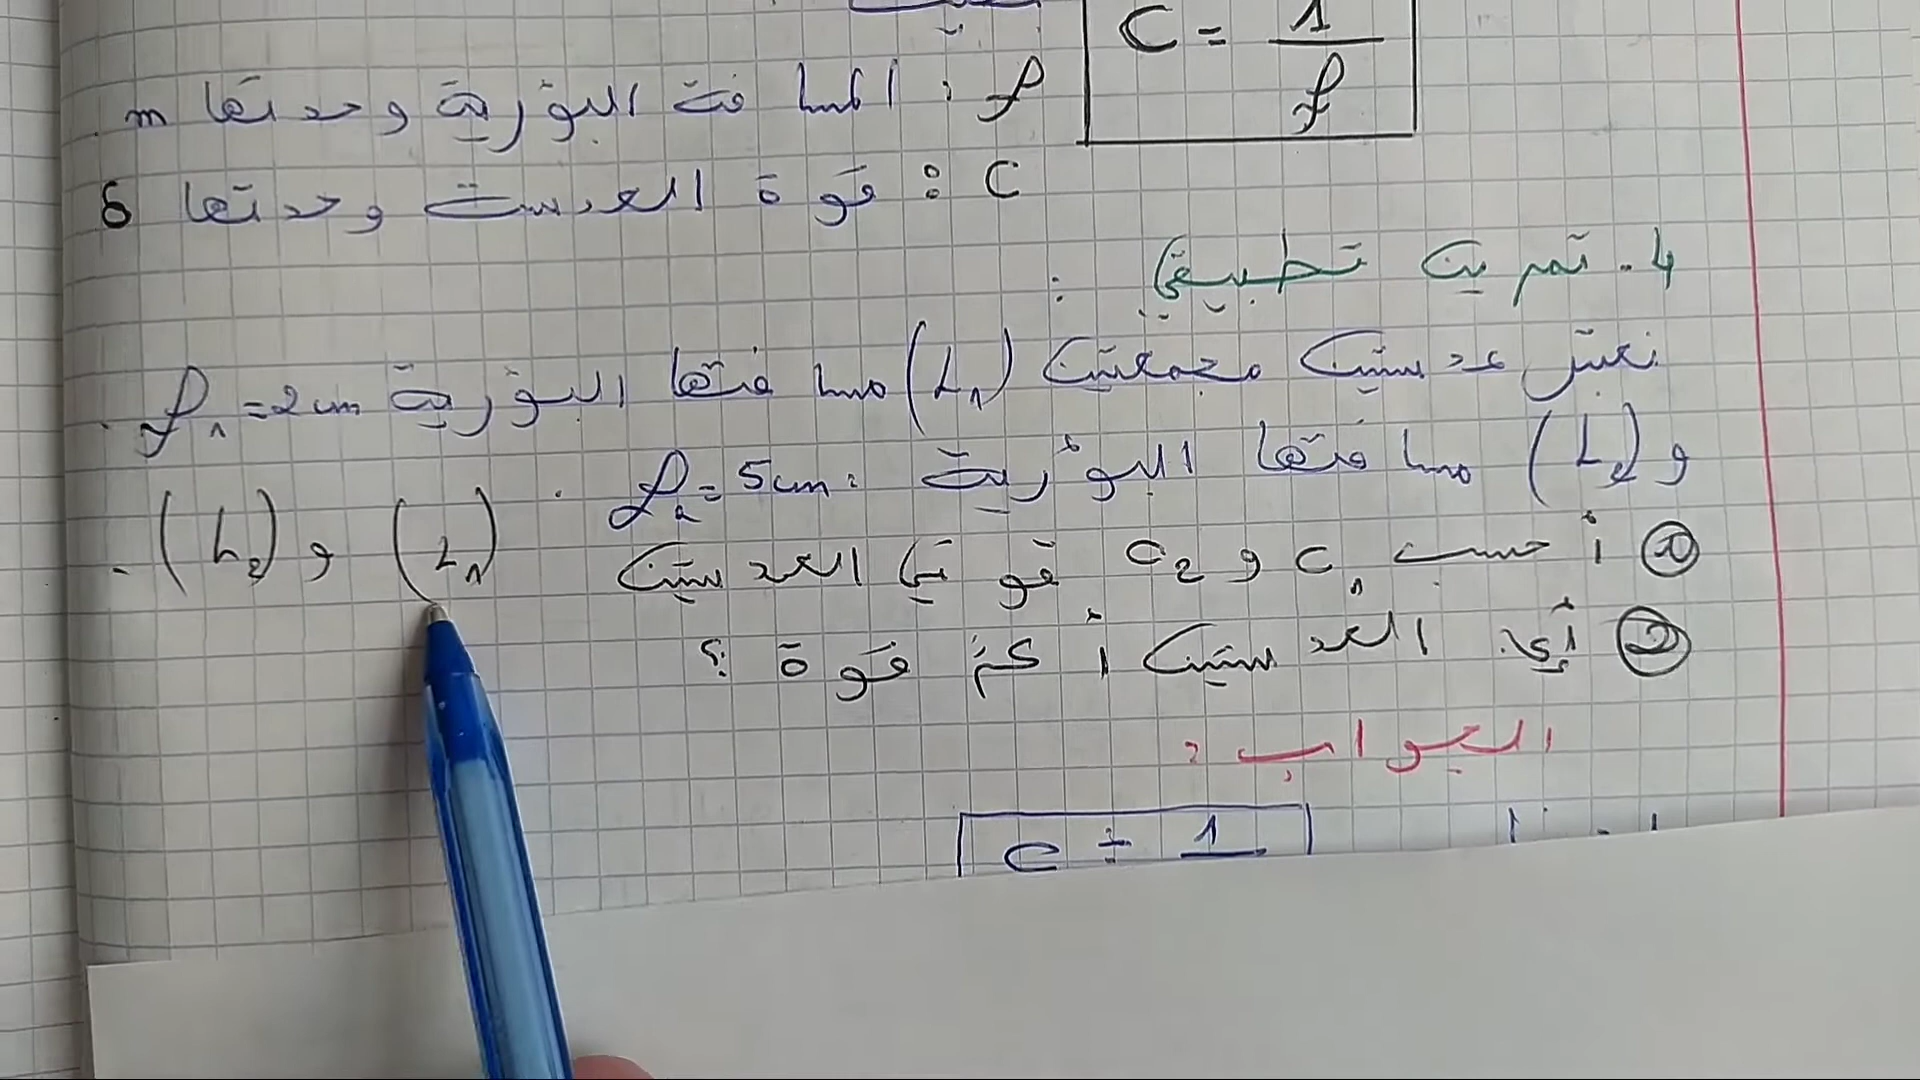 C = 1/f
f : المسافة البؤرية وحدتها m.
C : قوة العدسة وحدتها δ
4. تمرين تطبيقي :
نعتبر عدستين مجمعتين (L1) مسافتها البؤرية f1 = 2cm.
و (L2) مسافتها البؤرية f2 = 5cm.
① أحسب C1 و C2 قوتي العدستين (L1) و (L2).
② أي العدستين أكثر قوة ؟
الجواب :
C = 1